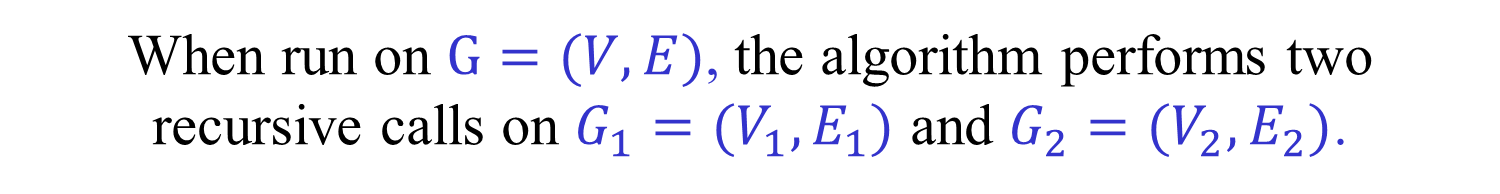 When run on G = (V, E), the algorithm performs two
recursive calls on G₁ = (V₁, E₁) and G₂ = (V₂, E₂).